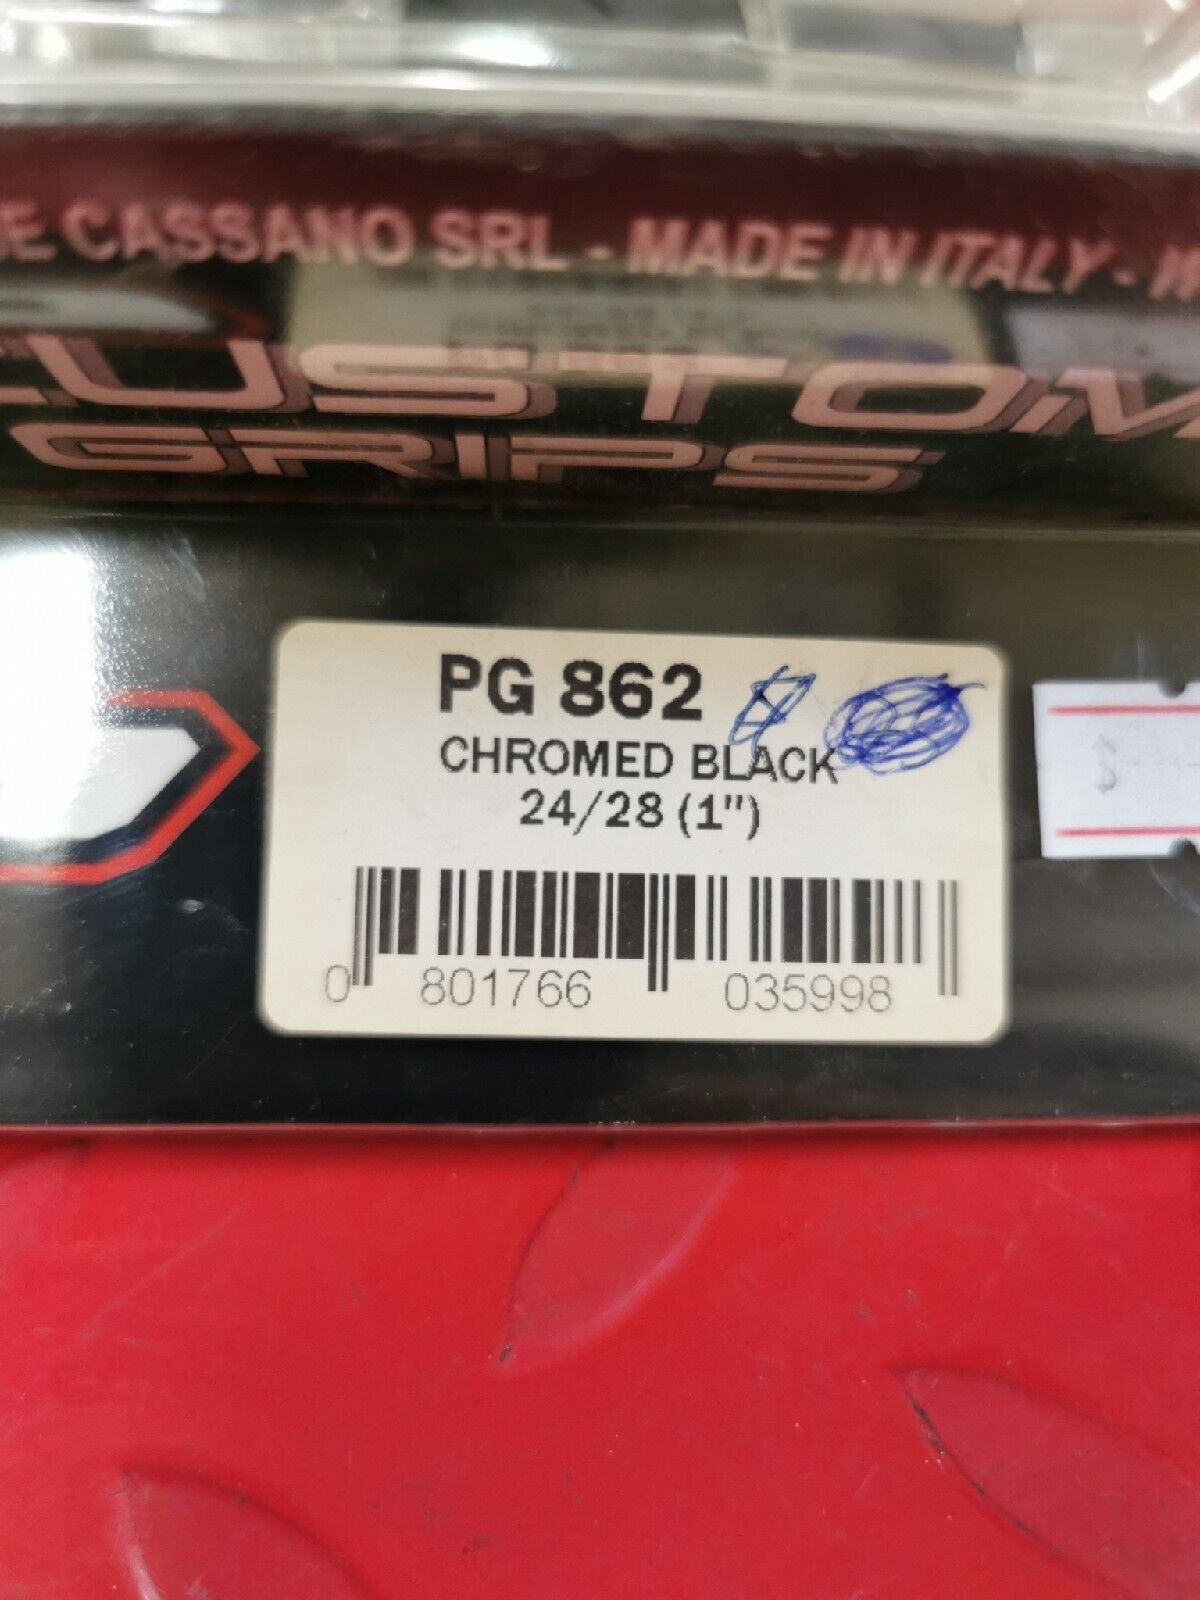 CASSANO SRL - MADE IN ITALY -
CUSTOM
GRIPS
PG 862
CHROMED BLACK
24/28 (1")
0 801766 035998